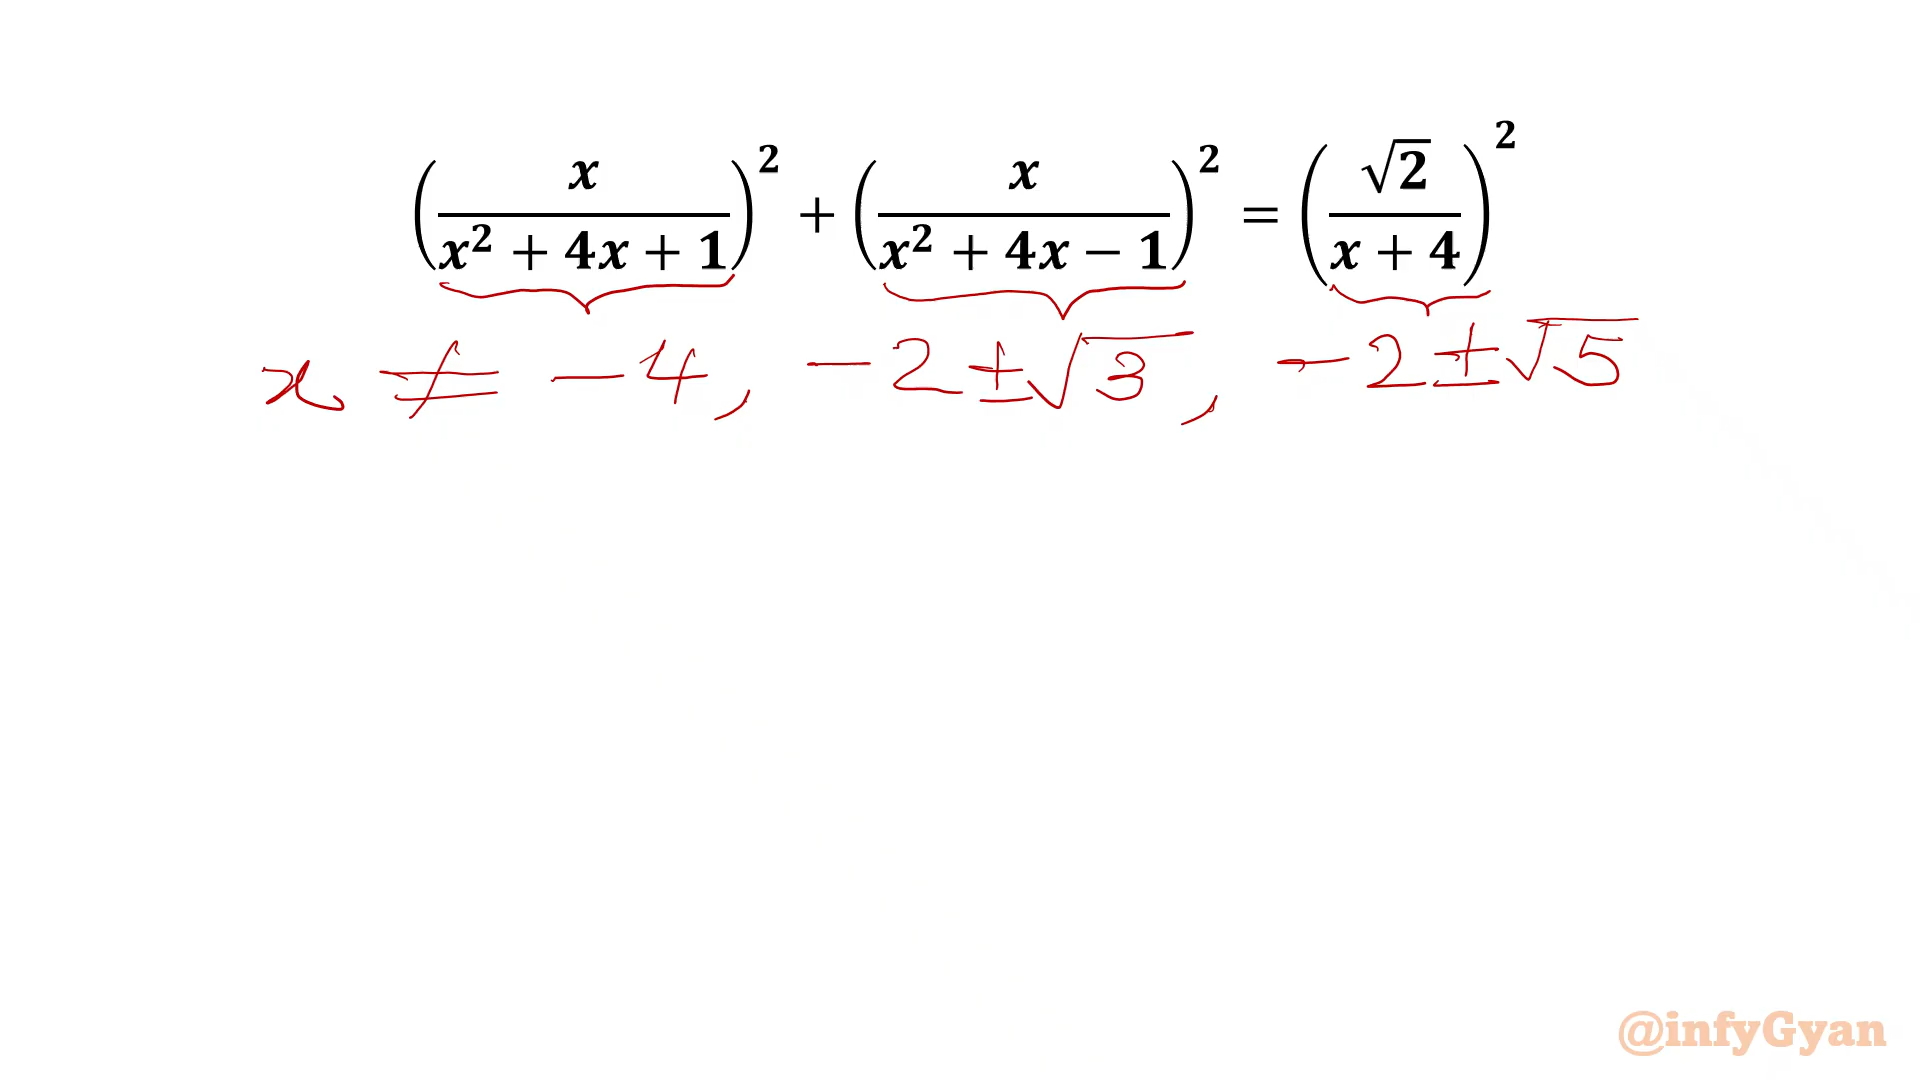 (x/(x² + 4x + 1))² + (x/(x² + 4x − 1))² = (√2/(x + 4))²
x ≠ −4, −2 ± √3, −2 ± √5
@infyGyan